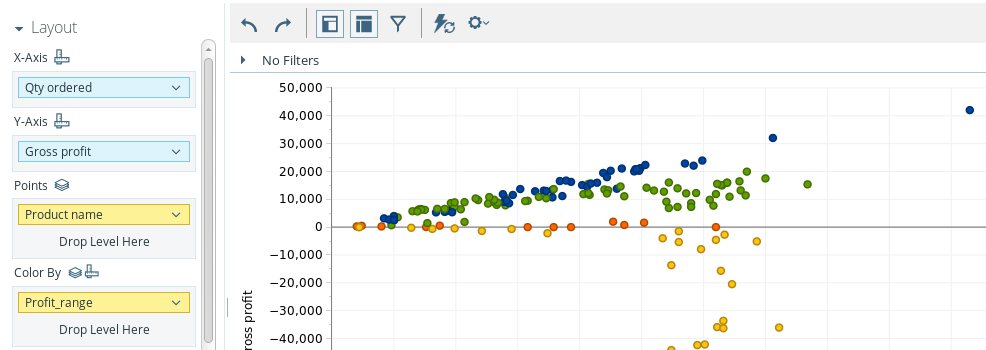 Layout
X-Axis
Qty ordered
Y-Axis
Gross profit
Points
Product name
Drop Level Here
Color By
Profit_range
Drop Level Here
No Filters
50,000
40,000
30,000
20,000
10,000
0
−10,000
−20,000
−30,000
−40,000
ross profit